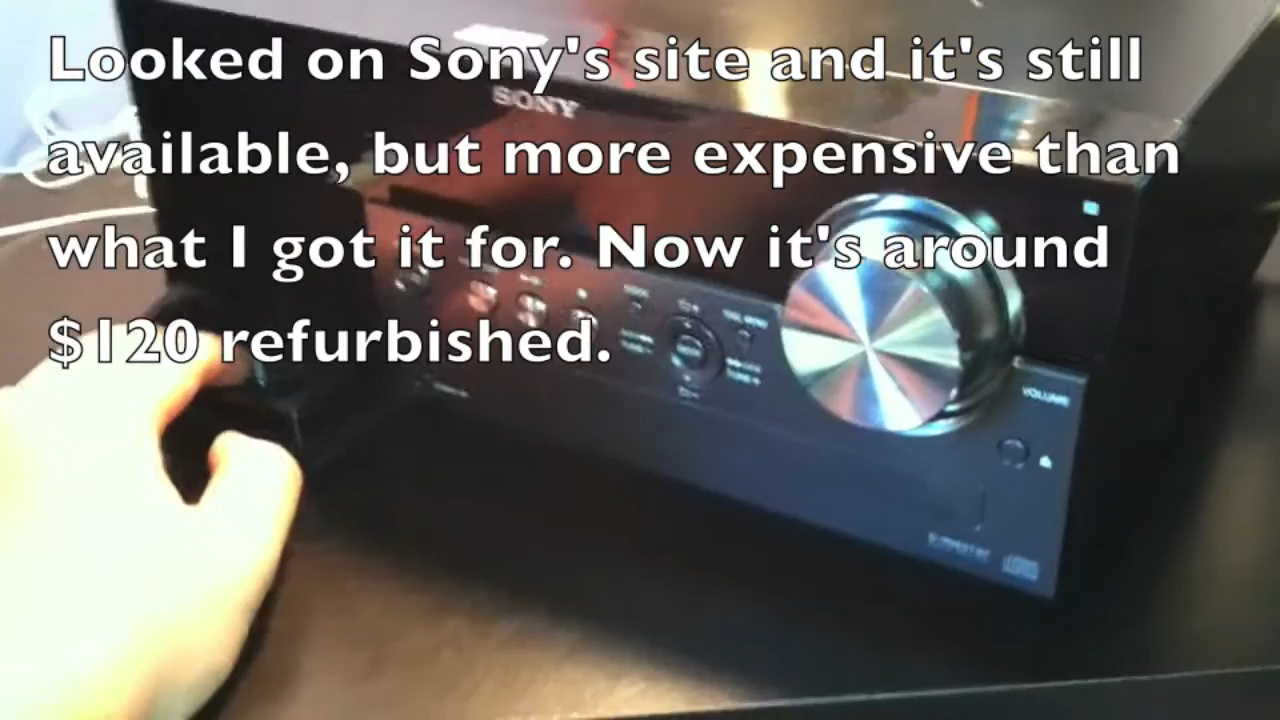 Looked on Sony's site and it's still
available, but more expensive than
what I got it for. Now it's around
$120 refurbished.
SONY
VOLUME